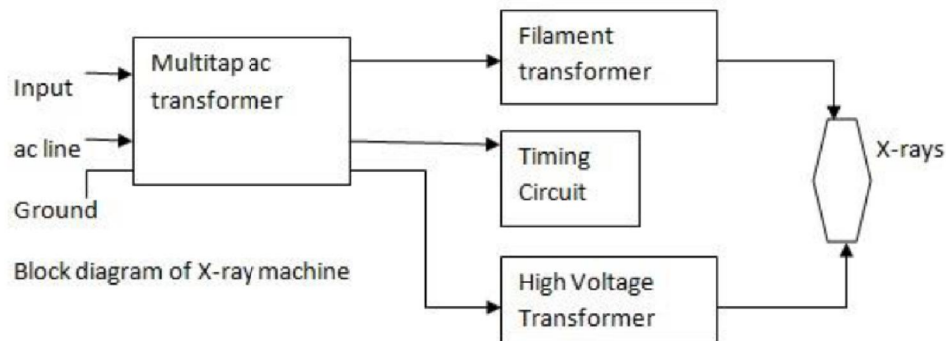 Input
ac line
Ground
Multitap ac
transformer
Filament
transformer
Timing
Circuit
High Voltage
Transformer
X-rays
Block diagram of X-ray machine